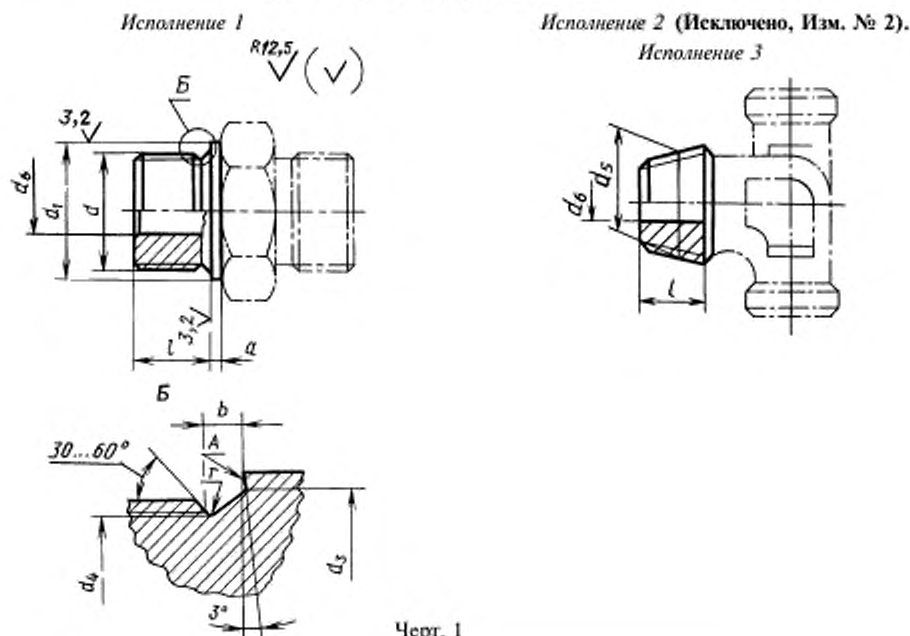 Исполнение 1
Исполнение 2 (Исключено, Изм. № 2).
Исполнение 3
R12,5
Б
3,2
d6
d1
d
3,2
l
a
d5
d6
l
Б
b
30...60°
A
r
d4
d3
3°
Черт. 1